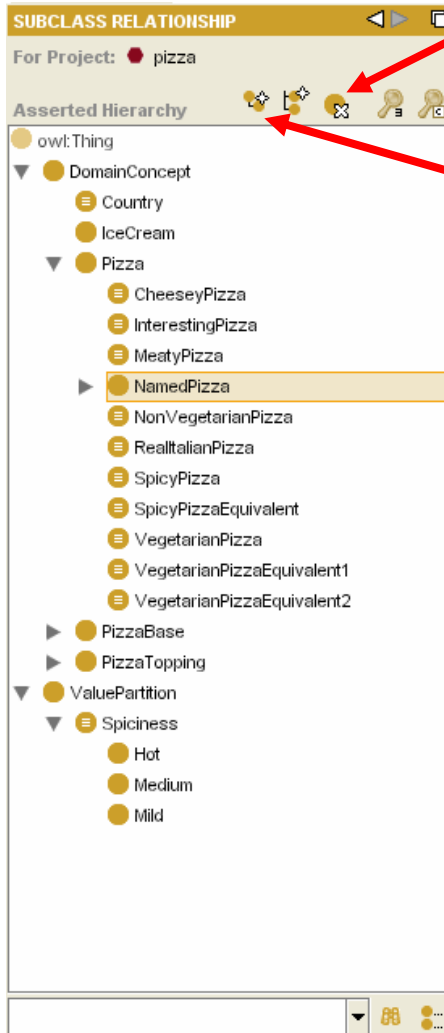 SUBCLASS RELATIONSHIP
For Project: pizza
Asserted Hierarchy
owl:Thing
DomainConcept
Country
IceCream
Pizza
CheeseyPizza
InterestingPizza
MeatyPizza
NamedPizza
NonVegetarianPizza
RealItalianPizza
SpicyPizza
SpicyPizzaEquivalent
VegetarianPizza
VegetarianPizzaEquivalent1
VegetarianPizzaEquivalent2
PizzaBase
PizzaTopping
ValuePartition
Spiciness
Hot
Medium
Mild